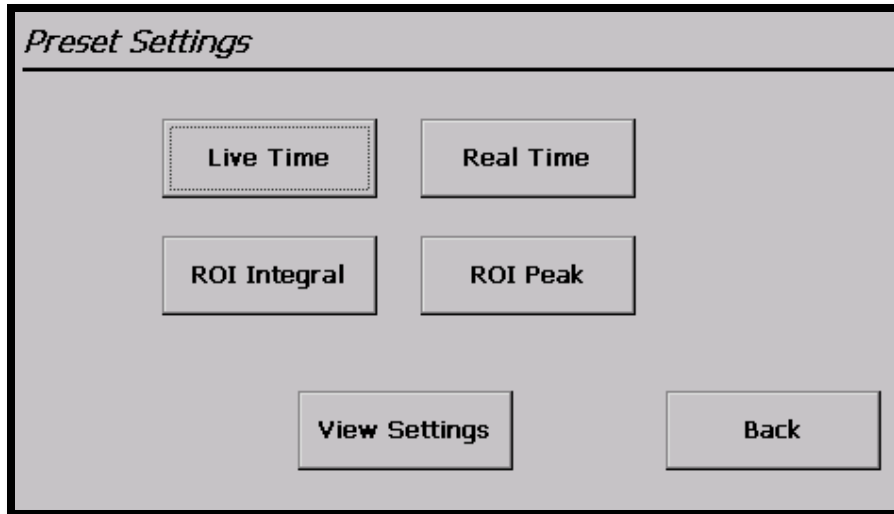 Preset Settings
Live Time
Real Time
ROI Integral
ROI Peak
View Settings
Back